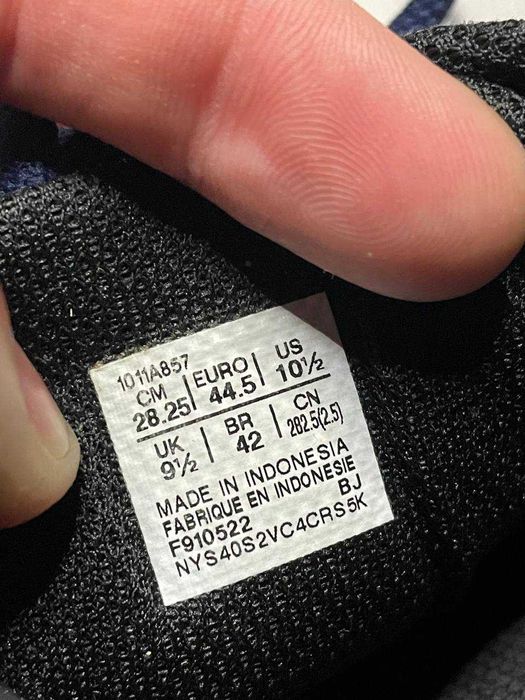 1011A857
CM EURO US
28.25 44.5 10½
UK BR CN
9½ 42 282.5(2.5)
MADE IN INDONESIA
FABRIQUE EN INDONESIE
F910522 BJ
NYS40S2VC4CRS5K